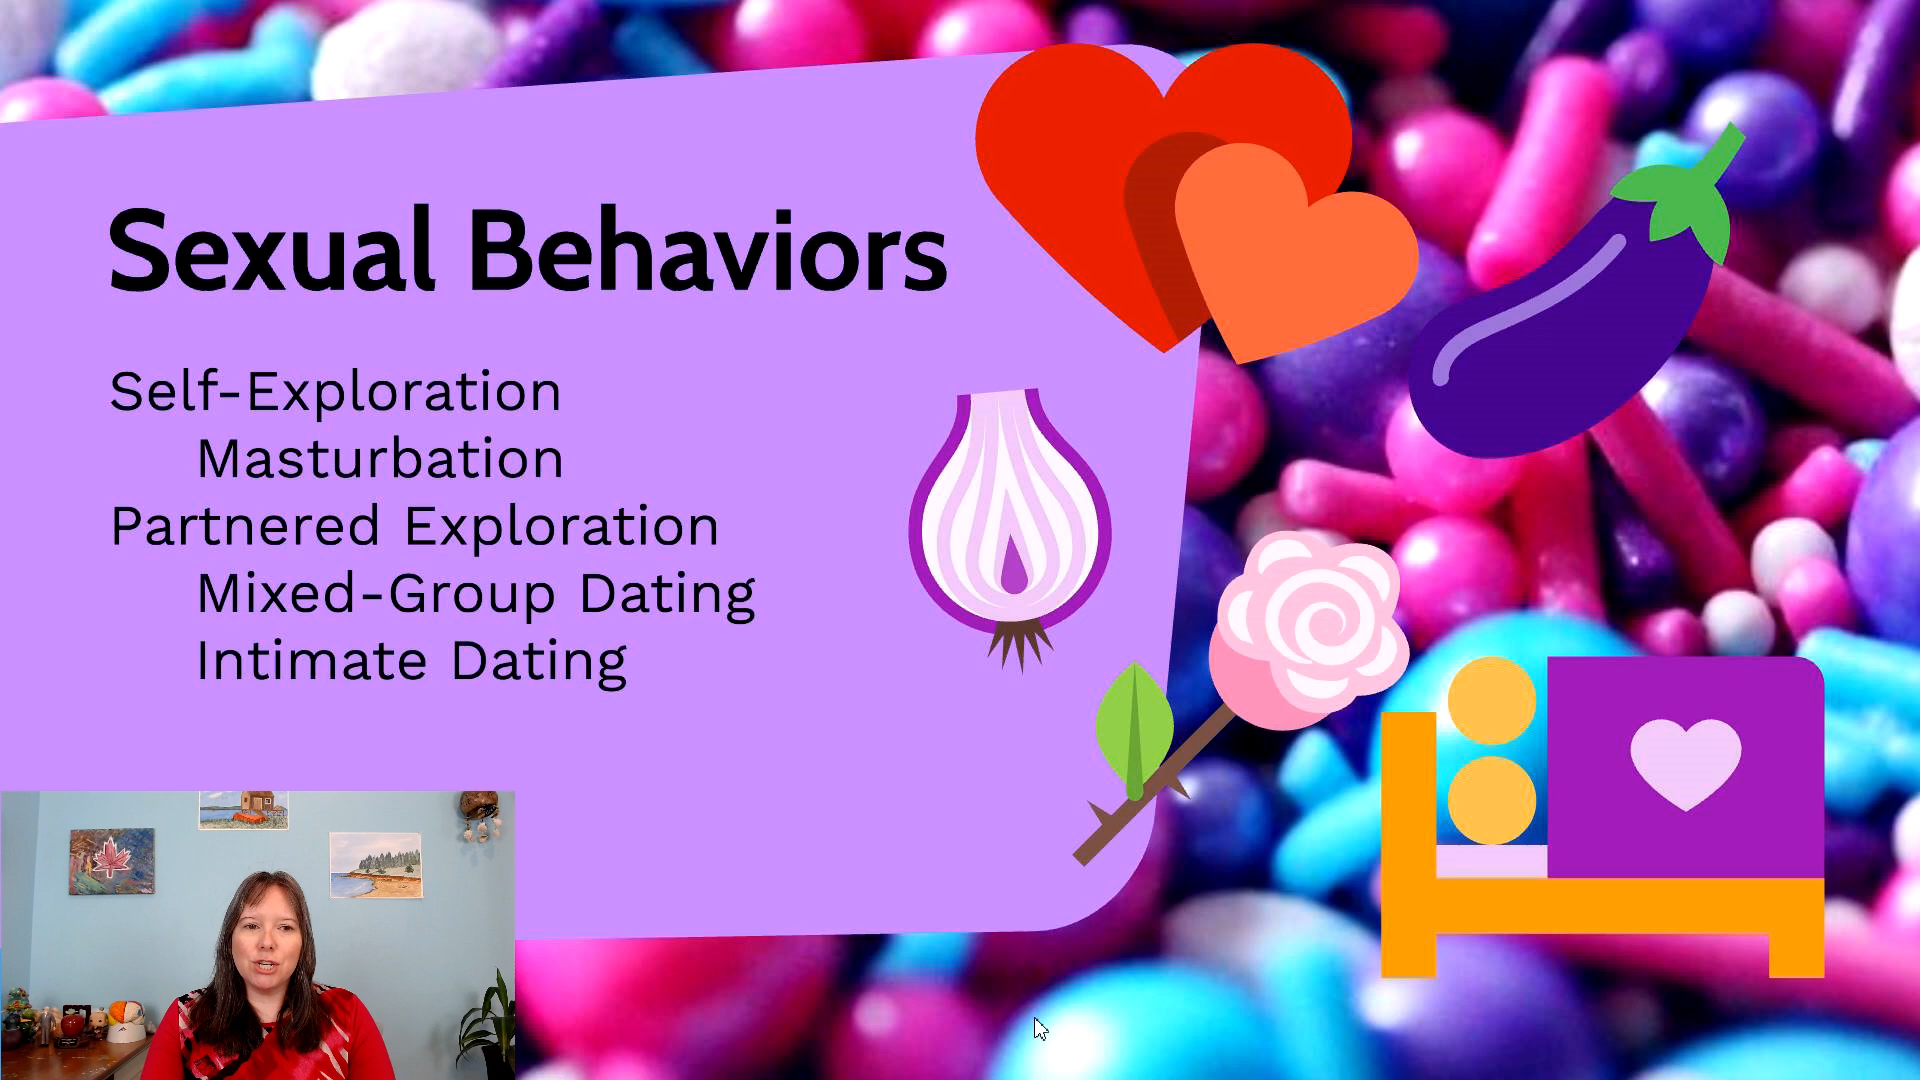 Sexual Behaviors
Self-Exploration
Masturbation
Partnered Exploration
Mixed-Group Dating
Intimate Dating